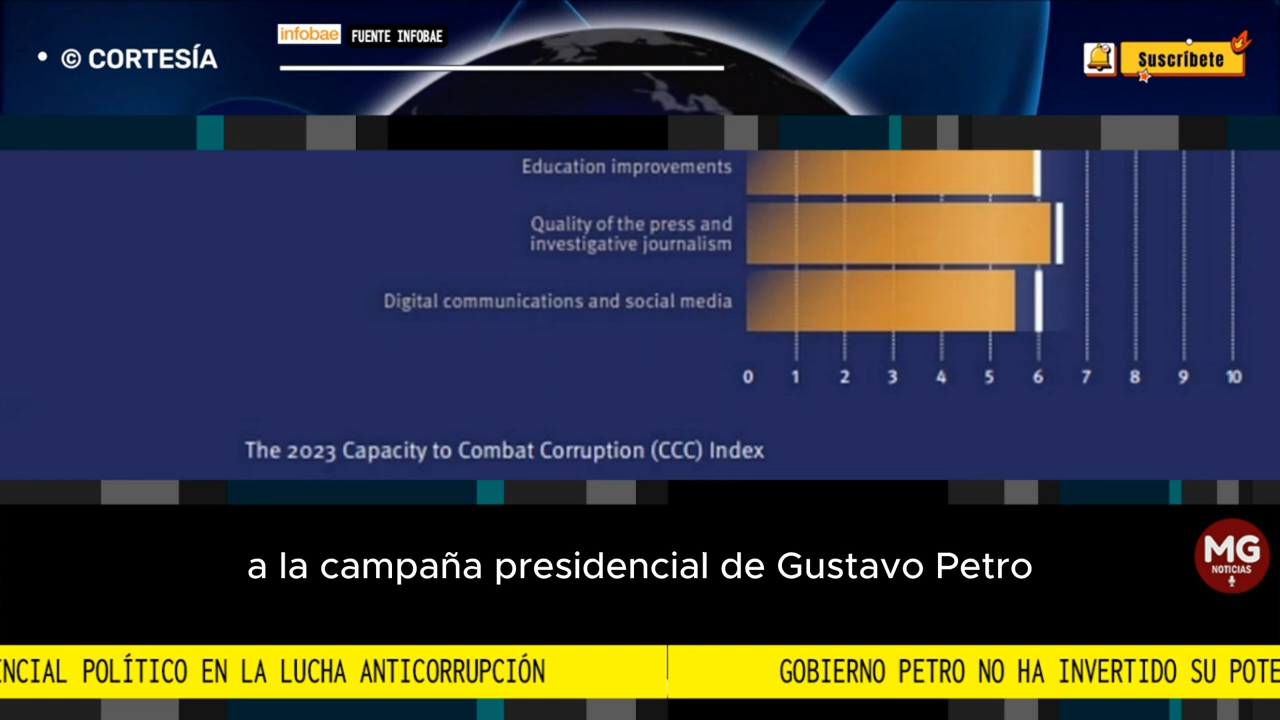 © CORTESÍA
infobae FUENTE INFOBAE
Suscríbete
Education improvements
Quality of the press and
investigative journalism
Digital communications and social media
0 1 2 3 4 5 6 7 8 9 10
The 2023 Capacity to Combat Corruption (CCC) Index
a la campaña presidencial de Gustavo Petro
MG
NOTICIAS
POLÍTICO EN LA LUCHA ANTICORRUPCIÓN
GOBIERNO PETRO NO HA INVERTIDO SU